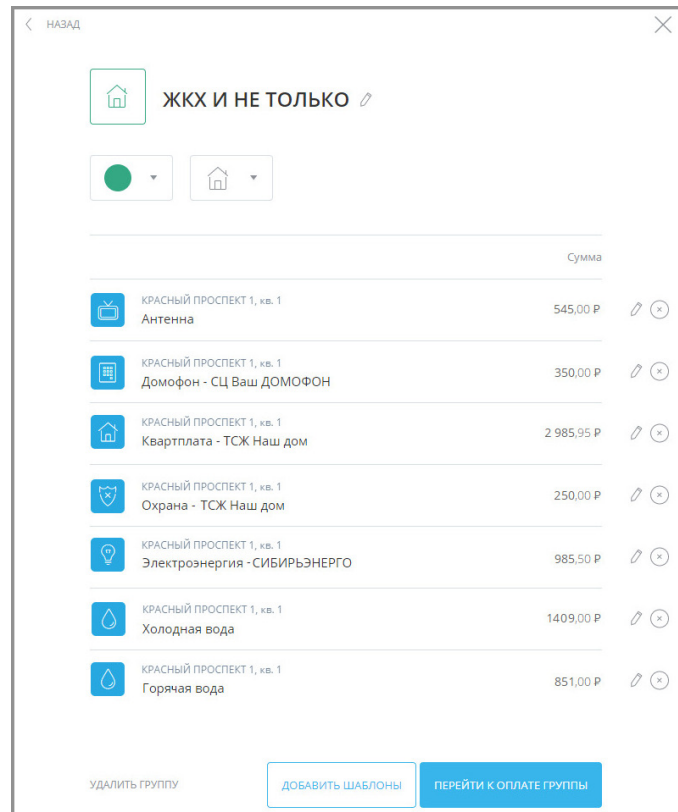 НАЗАД
ЖКХ И НЕ ТОЛЬКО
Сумма
КРАСНЫЙ ПРОСПЕКТ 1, кв. 1
Антенна
545,00 ₽
КРАСНЫЙ ПРОСПЕКТ 1, кв. 1
Домофон - СЦ Ваш ДОМОФОН
350,00 ₽
КРАСНЫЙ ПРОСПЕКТ 1, кв. 1
Квартплата - ТСЖ Наш дом
2 985,95 ₽
КРАСНЫЙ ПРОСПЕКТ 1, кв. 1
Охрана - ТСЖ Наш дом
250,00 ₽
КРАСНЫЙ ПРОСПЕКТ 1, кв. 1
Электроэнергия - СИБИРЬЭНЕРГО
985,50 ₽
КРАСНЫЙ ПРОСПЕКТ 1, кв. 1
Холодная вода
1409,00 ₽
КРАСНЫЙ ПРОСПЕКТ 1, кв. 1
Горячая вода
851,00 ₽
УДАЛИТЬ ГРУППУ
ДОБАВИТЬ ШАБЛОНЫ
ПЕРЕЙТИ К ОПЛАТЕ ГРУППЫ